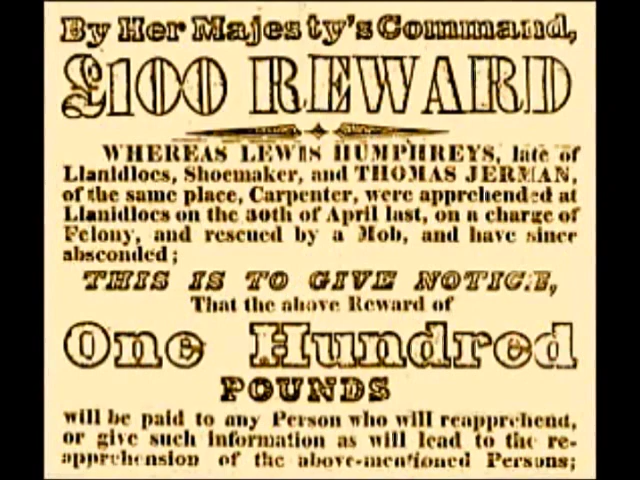 By Her Majesty's Command,
£100 REWARD
WHEREAS LEWIS HUMPHREYS, late of
Llanidloes, Shoemaker, and THOMAS JERMAN,
of the same place, Carpenter, were apprehended at
Llanidloes on the 30th of April last, on a charge of
Felony, and rescued by a Mob, and have since
absconded;
THIS IS TO GIVE NOTICE,
That the above Reward of
One Hundred
POUNDS
will be paid to any Person who will reapprehend,
or give such information as will lead to the re-
apprehension of the above-mentioned Persons;